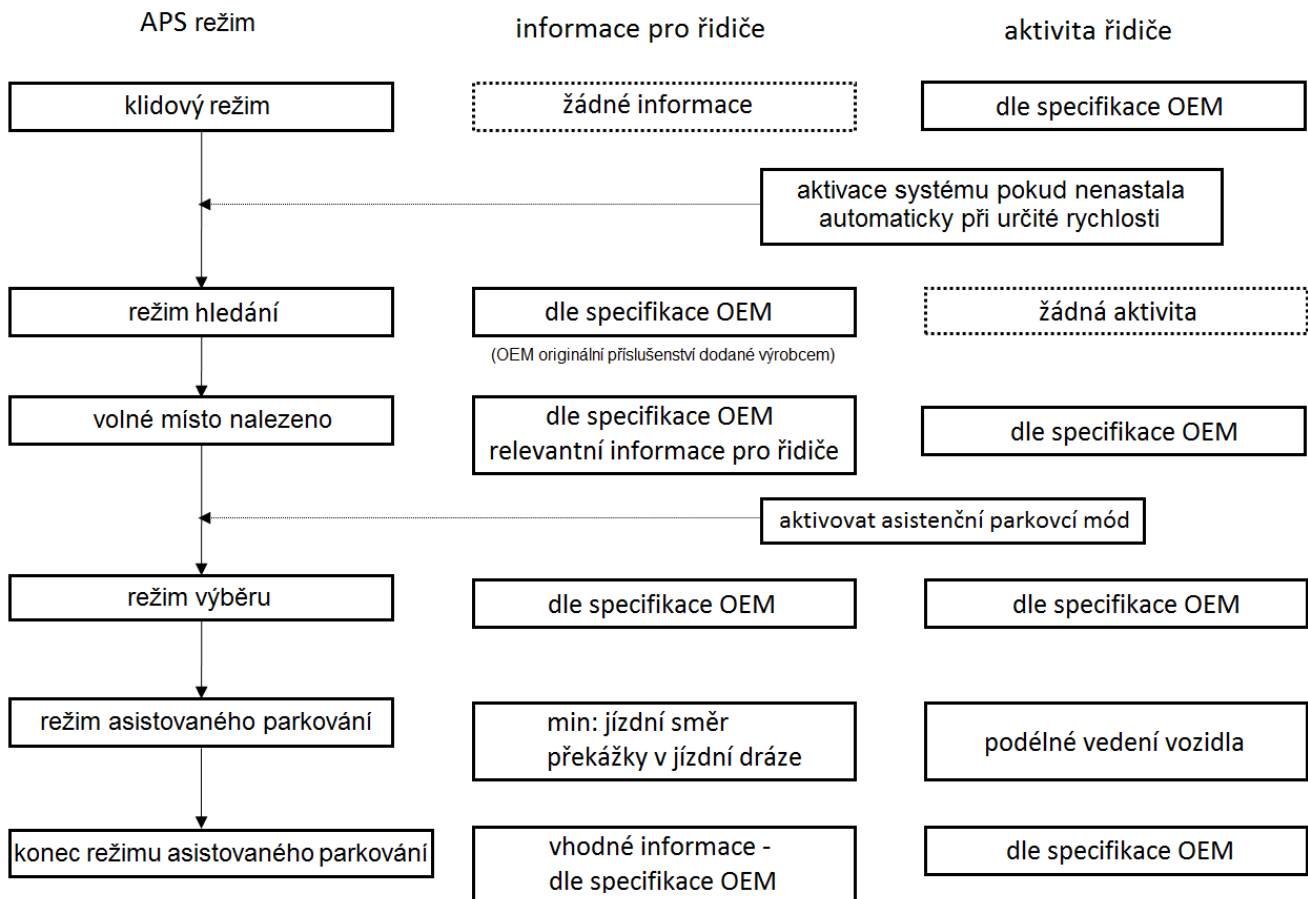 APS režim
informace pro řidiče
aktivita řidiče
klidový režim
žádné informace
dle specifikace OEM
aktivace systému pokud nenastala
automaticky při určité rychlosti
režim hledání
dle specifikace OEM
žádná aktivita
(OEM originální příslušenství dodané výrobcem)
volné místo nalezeno
dle specifikace OEM
relevantní informace pro řidiče
dle specifikace OEM
aktivovat asistenční parkovcí mód
režim výběru
dle specifikace OEM
dle specifikace OEM
režim asistovaného parkování
min: jízdní směr
překážky v jízdní dráze
podélné vedení vozidla
konec režimu asistovaného parkování
vhodné informace -
dle specifikace OEM
dle specifikace OEM